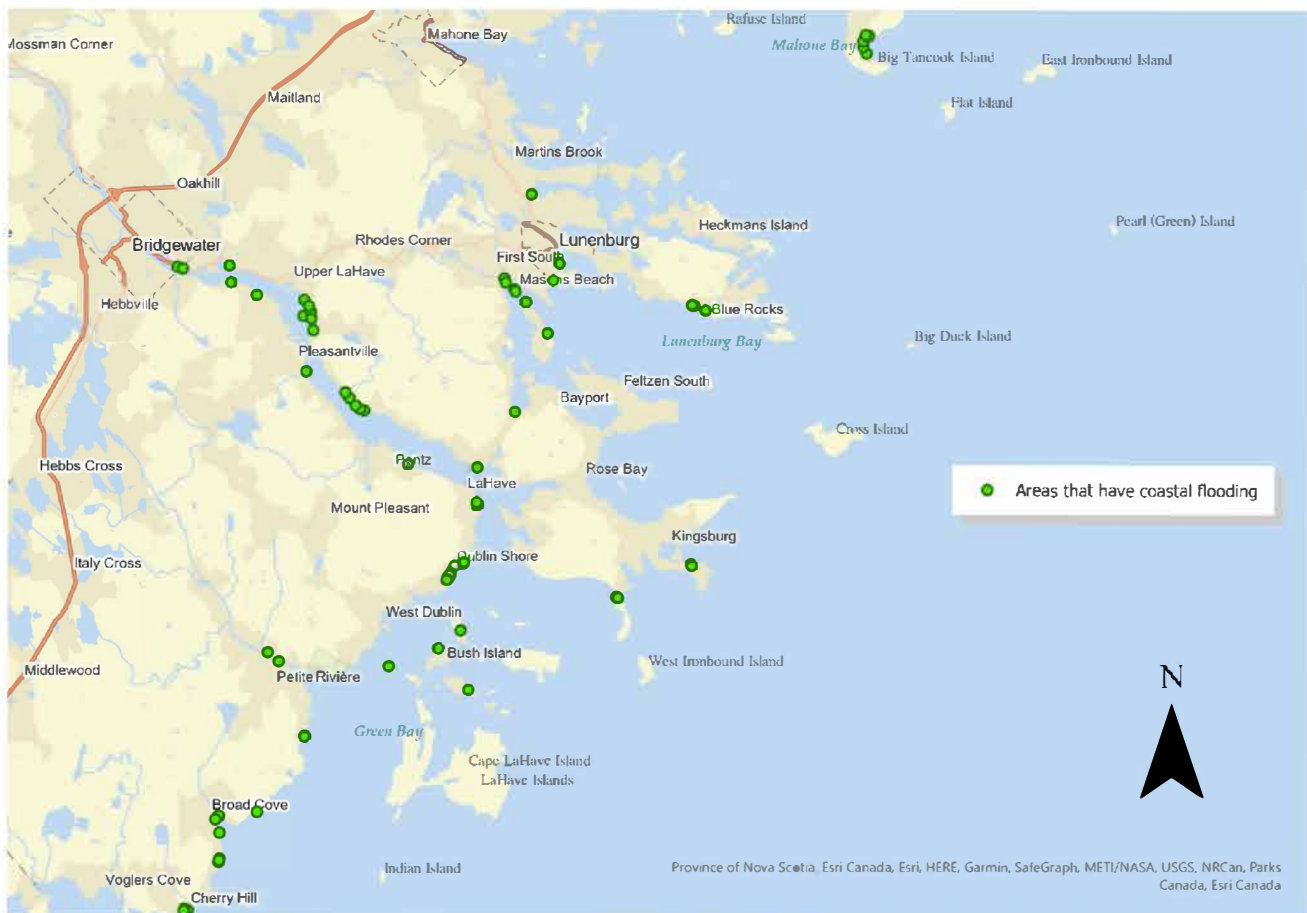 Rafuse Island
Mahone Bay
Mossman Corner
Mahone Bay
Big Tancook Island
East Ironbound Island
Maitland
Flat Island
Martins Brook
Oakhill
Heckmans Island
Pearl (Green) Island
Bridgewater
Rhodes Corner
Lunenburg
First South
Upper LaHave
Masons Beach
Hebbville
Blue Rocks
Lunenburg Bay
Big Duck Island
Pleasantville
Feltzen South
Bayport
Cross Island
Pentz
Hebbs Cross
Rose Bay
LaHave
Areas that have coastal flooding
Mount Pleasant
Kingsburg
Dublin Shore
Italy Cross
West Dublin
Bush Island
West Ironbound Island
Middlewood
Petite Rivière
N
Green Bay
Cape LaHave Island
LaHave Islands
Broad Cove
Indian Island
Voglers Cove
Cherry Hill
Province of Nova Scotia, Esri Canada, Esri, HERE, Garmin, SafeGraph, METI/NASA, USGS, NRCan, Parks
Canada, Esri Canada